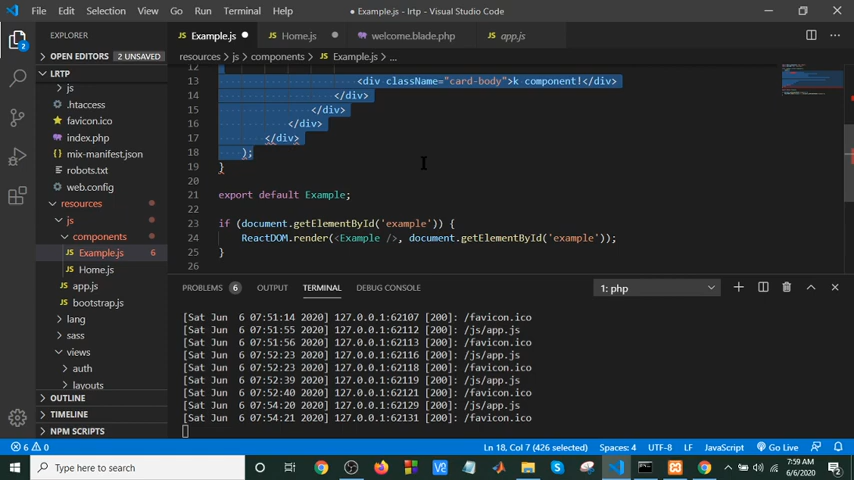 File Edit Selection View Go Run Terminal Help
● Example.js - lrtp - Visual Studio Code
EXPLORER
Example.js
Home.js
welcome.blade.php
app.js
resources > js > components > Example.js > ...
OPEN EDITORS 2 UNSAVED
LRTP
js
.htaccess
favicon.ico
index.php
mix-manifest.json
robots.txt
web.config
resources
js
components
Example.js 6
Home.js
app.js
bootstrap.js
lang
sass
views
auth
layouts
OUTLINE
TIMELINE
NPM SCRIPTS
12
13 <div className="card-body">k component!</div>
14 </div>
15 </div>
16 </div>
17 </div>
18 );
19 }
20
21 export default Example;
22
23 if (document.getElementById('example')) {
24 ReactDOM.render(<Example />, document.getElementById('example'));
25 }
26
PROBLEMS 6 OUTPUT TERMINAL DEBUG CONSOLE
1: php
[Sat Jun 6 07:51:14 2020] 127.0.0.1:62107 [200]: /favicon.ico
[Sat Jun 6 07:51:55 2020] 127.0.0.1:62112 [200]: /js/app.js
[Sat Jun 6 07:51:56 2020] 127.0.0.1:62113 [200]: /favicon.ico
[Sat Jun 6 07:52:23 2020] 127.0.0.1:62116 [200]: /js/app.js
[Sat Jun 6 07:52:23 2020] 127.0.0.1:62118 [200]: /favicon.ico
[Sat Jun 6 07:52:39 2020] 127.0.0.1:62119 [200]: /js/app.js
[Sat Jun 6 07:52:40 2020] 127.0.0.1:62121 [200]: /favicon.ico
[Sat Jun 6 07:54:20 2020] 127.0.0.1:62129 [200]: /js/app.js
[Sat Jun 6 07:54:21 2020] 127.0.0.1:62131 [200]: /favicon.ico
6 0
Ln 18, Col 7 (426 selected) Spaces: 4 UTF-8 LF JavaScript Go Live
Type here to search
7:59 AM
6/6/2020